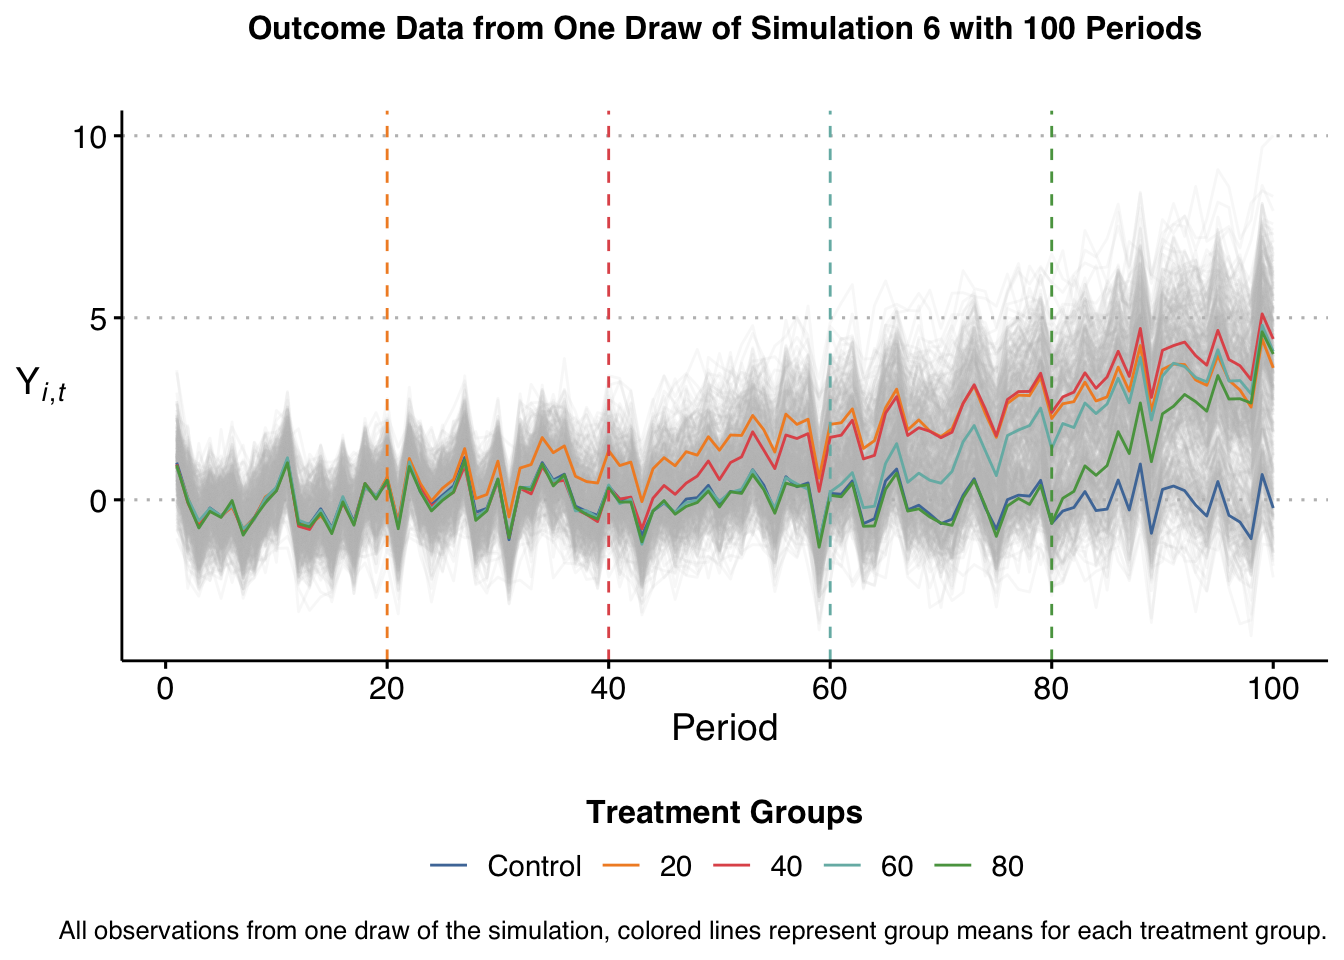 Outcome Data from One Draw of Simulation 6 with 100 Periods
10
5
0
Y i,t
0 20 40 60 80 100
Period
Treatment Groups
Control 20 40 60 80
All observations from one draw of the simulation, colored lines represent group means for each treatment group.